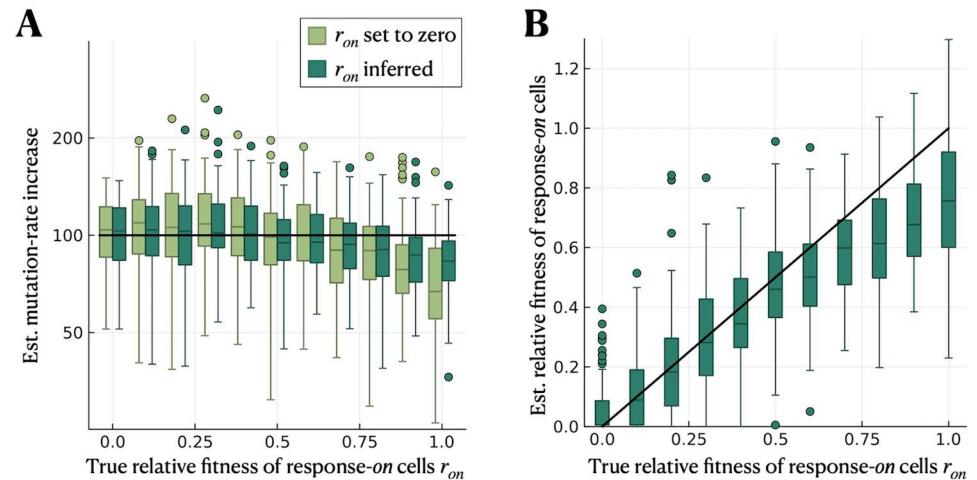 A
r_on set to zero
r_on inferred
200
100
50
Est. mutation-rate increase
0.0 0.25 0.5 0.75 1.0
True relative fitness of response-on cells r_on
B
1.2
1.0
0.8
0.6
0.4
0.2
0.0
Est. relative fitness of response-on cells
0.0 0.25 0.5 0.75 1.0
True relative fitness of response-on cells r_on